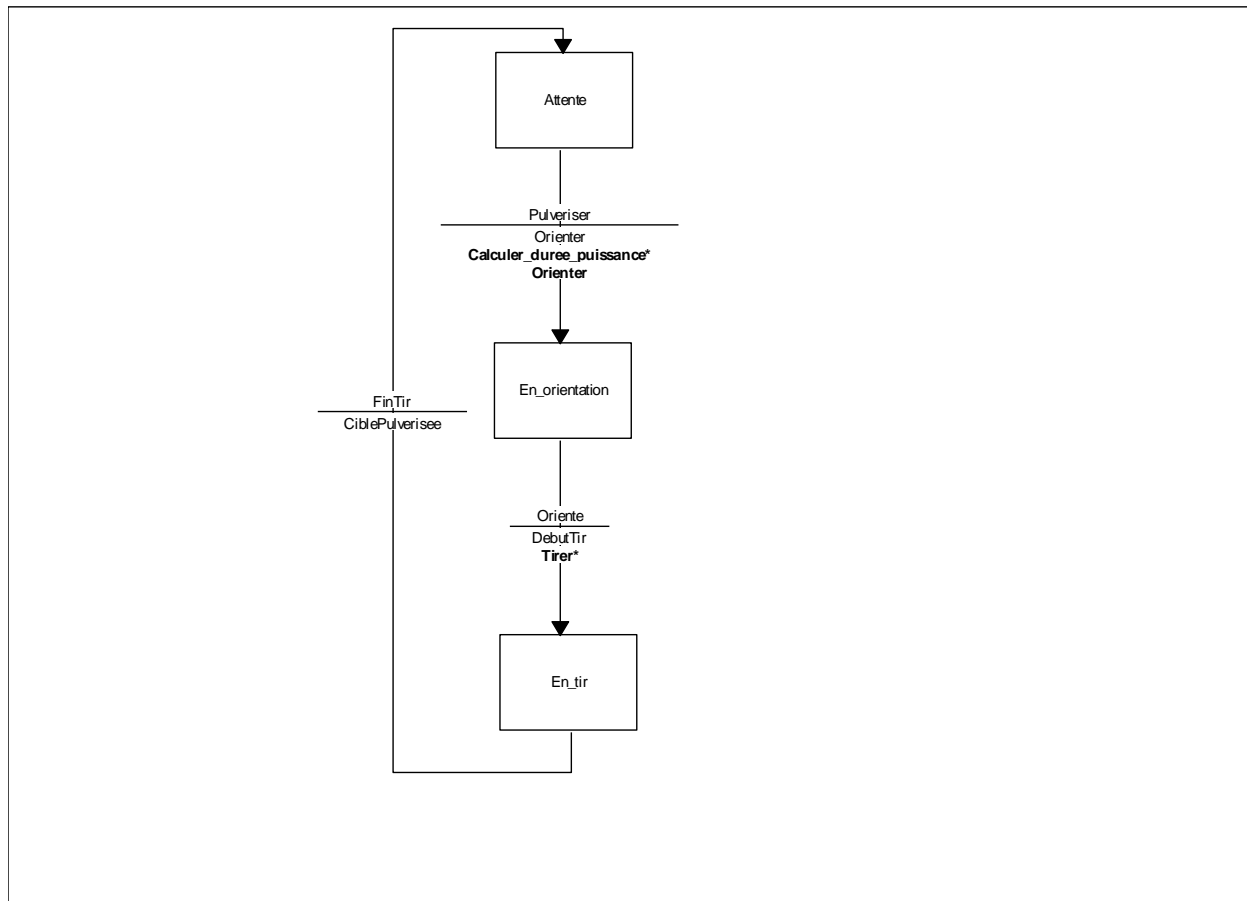 Attente
Pulveriser
Orienter
Calculer_duree_puissance*
Orienter
En_orientation
FinTir
CiblePulverisee
Oriente
DebutTir
Tirer*
En_tir